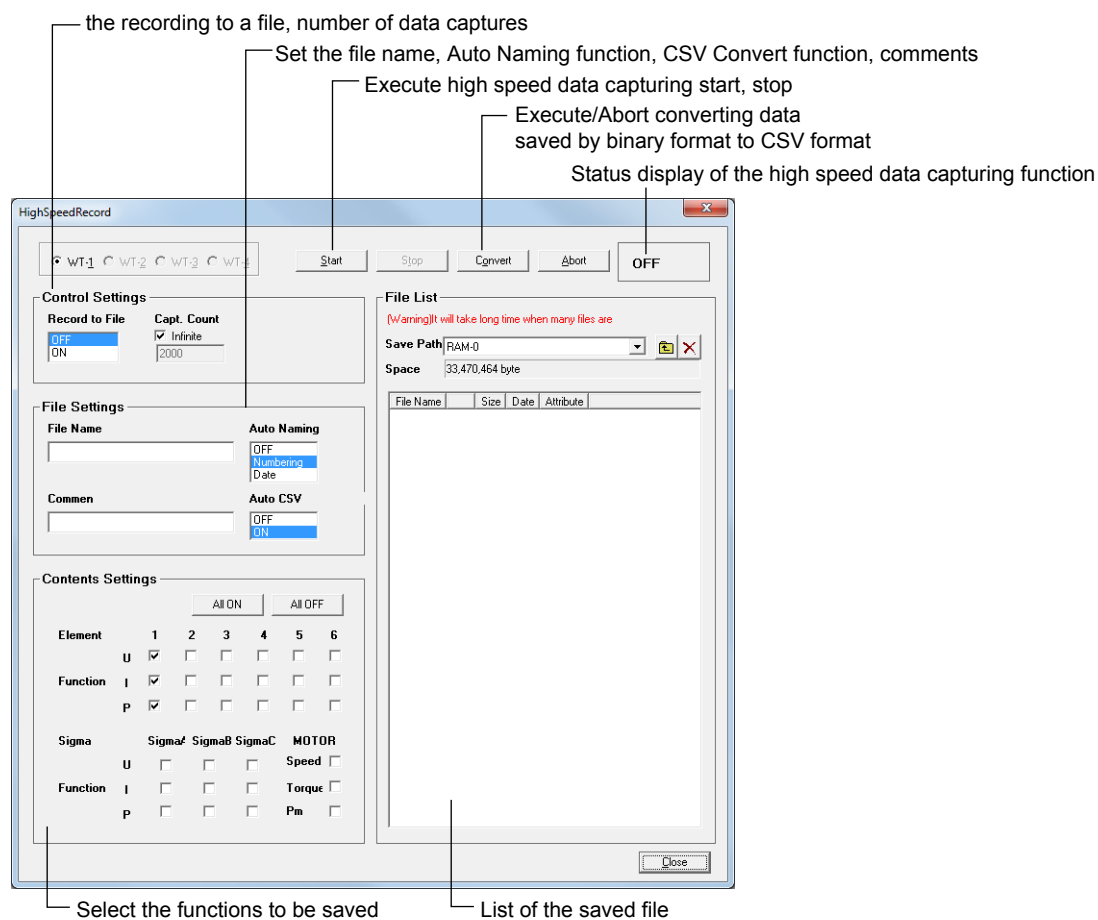 the recording to a file, number of data captures
Set the file name, Auto Naming function, CSV Convert function, comments
Execute high speed data capturing start, stop
Execute/Abort converting data
saved by binary format to CSV format
Status display of the high speed data capturing function
HighSpeedRecord
WT-1 WT-2 WT-3 WT-4
Start Stop Convert Abort OFF
Control Settings
Record to File Capt. Count
OFF Infinite
ON 2000
File Settings
File Name Auto Naming
OFF
Numbering
Date
Commen Auto CSV
OFF
ON
Contents Settings
All ON All OFF
Element 1 2 3 4 5 6
U
Function I
P
Sigma SigmaA SigmaB SigmaC MOTOR
U Speed
Function I Torque
P Pm
File List
(Warning)It will take long time when many files are
Save Path RAM-0
Space 33,470,464 byte
File Name Size Date Attribute
Close
Select the functions to be saved
List of the saved file